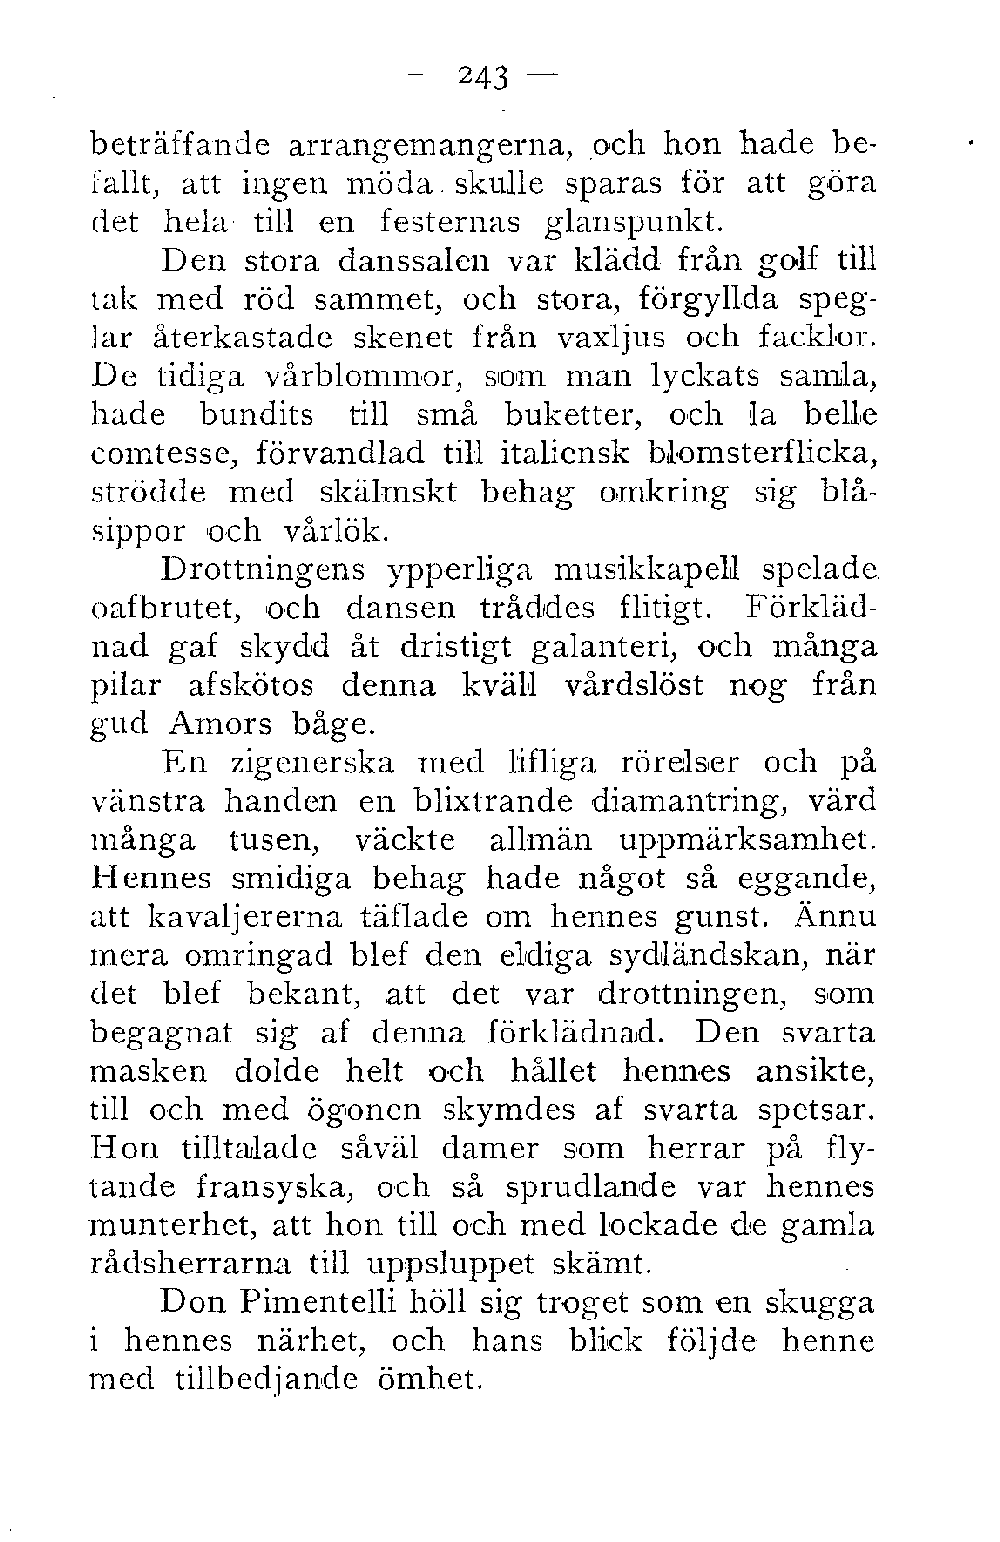 — 243 —
beträffande arrangemangerna, och hon hade be-
fallt, att ingen möda skulle sparas för att göra
det hela till en festernas glanspunkt.
Den stora danssalen var klädd från golf till
tak med röd sammet, och stora, förgyllda speg-
lar återkastade skenet från vaxljus och facklor.
De tidiga vårblommor, som man lyckats samla,
hade bundits till små buketter, och la belle
comtesse, förvandlad till italiensk blomsterflicka,
strödde med skälmskt behag omkring sig blå-
sippor och vårlök.
Drottningens ypperliga musikkapell spelade
oafbrutet, och dansen tråddes flitigt. Förkläd-
nad gaf skydd åt dristigt galanteri, och många
pilar afskötos denna kväll vårdslöst nog från
gud Amors båge.
En zigenerska med lifliga rörelser och på
vänstra handen en blixtrande diamantring, värd
många tusen, väckte allmän uppmärksamhet.
Hennes smidiga behag hade något så eggande,
att kavaljererna täflade om hennes gunst. Ännu
mera omringad blef den eldiga sydländskan, när
det blef bekant, att det var drottningen, som
begagnat sig af denna förklädnad. Den svarta
masken dolde helt och hållet hennes ansikte,
till och med ögonen skymdes af svarta spetsar.
Hon tilltalade såväl damer som herrar på fly-
tande fransyska, och så sprudlande var hennes
munterhet, att hon till och med lockade de gamla
rådsherrarna till uppsluppet skämt.
Don Pimentelli höll sig troget som en skugga
i hennes närhet, och hans blick följde henne
med tillbedjande ömhet.